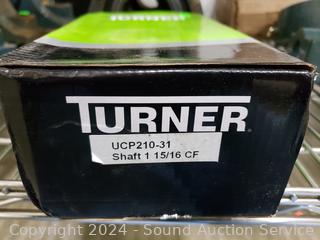 TURNER
UCP210-31
Shaft 1 15/16 CF
Copyright 2024 - Sound Auction Service